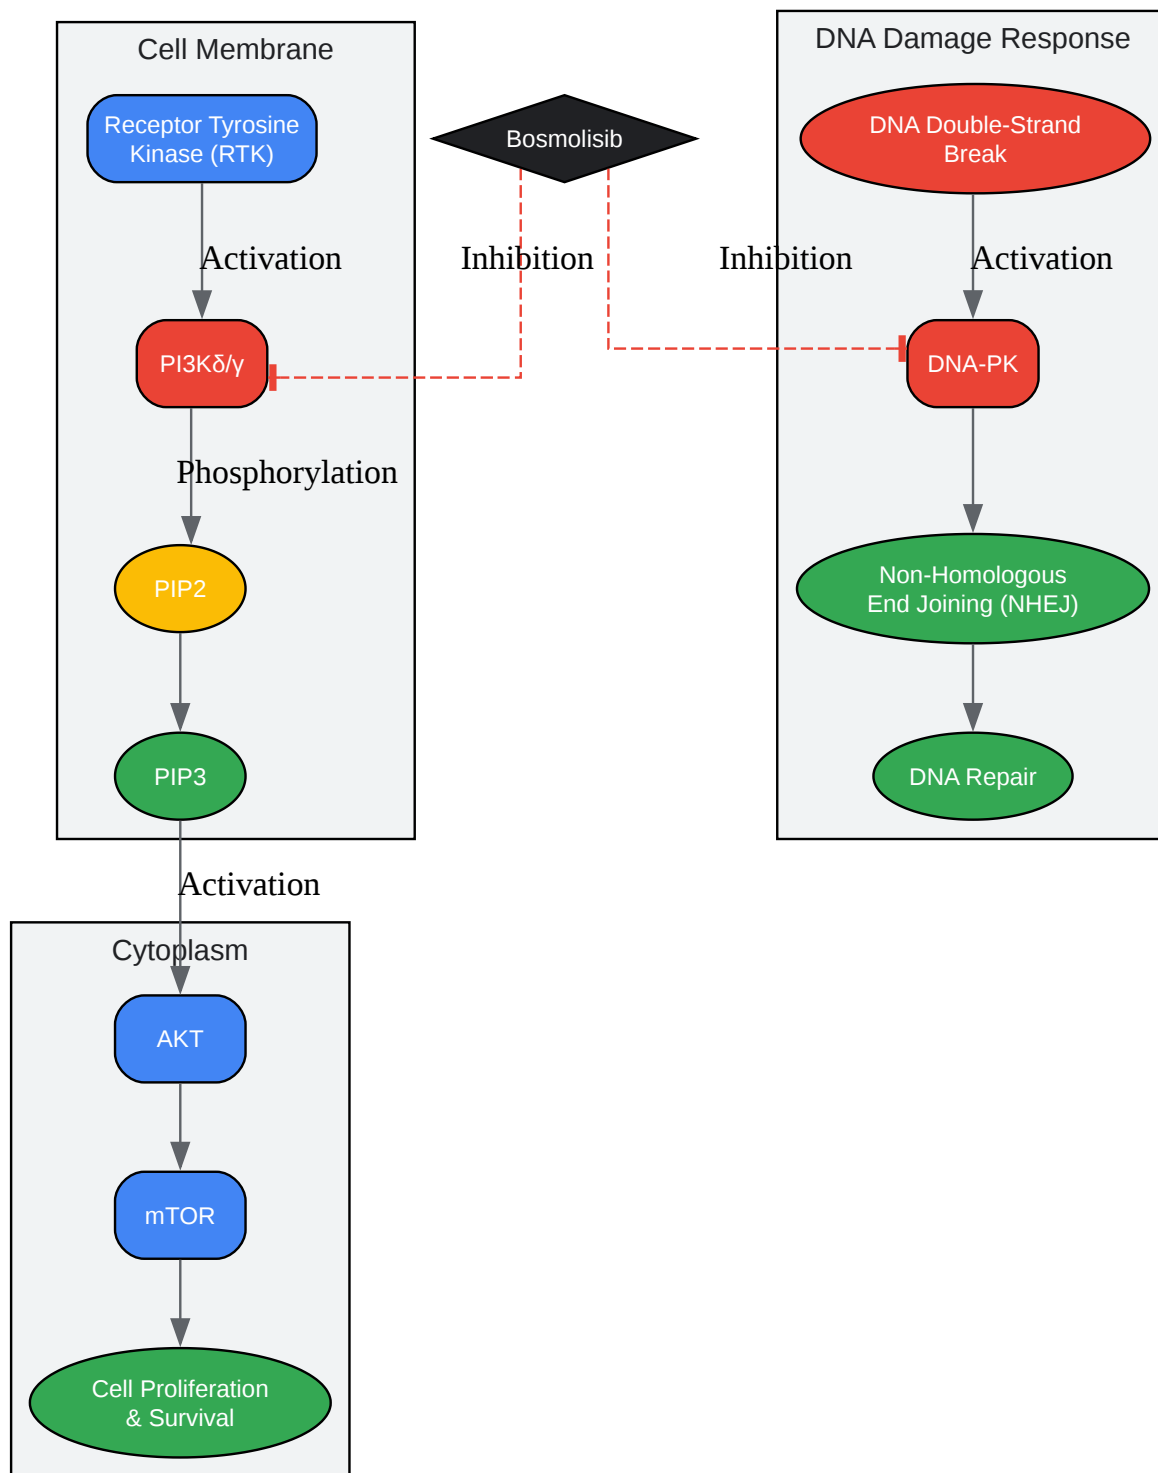 Cell Membrane
Receptor Tyrosine
Kinase (RTK)
Activation
PI3Kδ/γ
Phosphorylation
PIP2
PIP3
Activation
Cytoplasm
AKT
mTOR
Cell Proliferation
& Survival
Bosmolisib
Inhibition
Inhibition
DNA Damage Response
DNA Double-Strand
Break
Activation
DNA-PK
Non-Homologous
End Joining (NHEJ)
DNA Repair